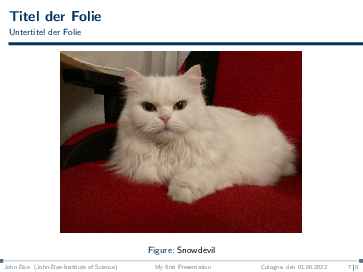 Titel der Folie
Untertitel der Folie
Figure: Snowdevil
John Doe (John-Doe-Institute of Science)
My first Presentation
Cologne, den 01.06.2022
7 | 8